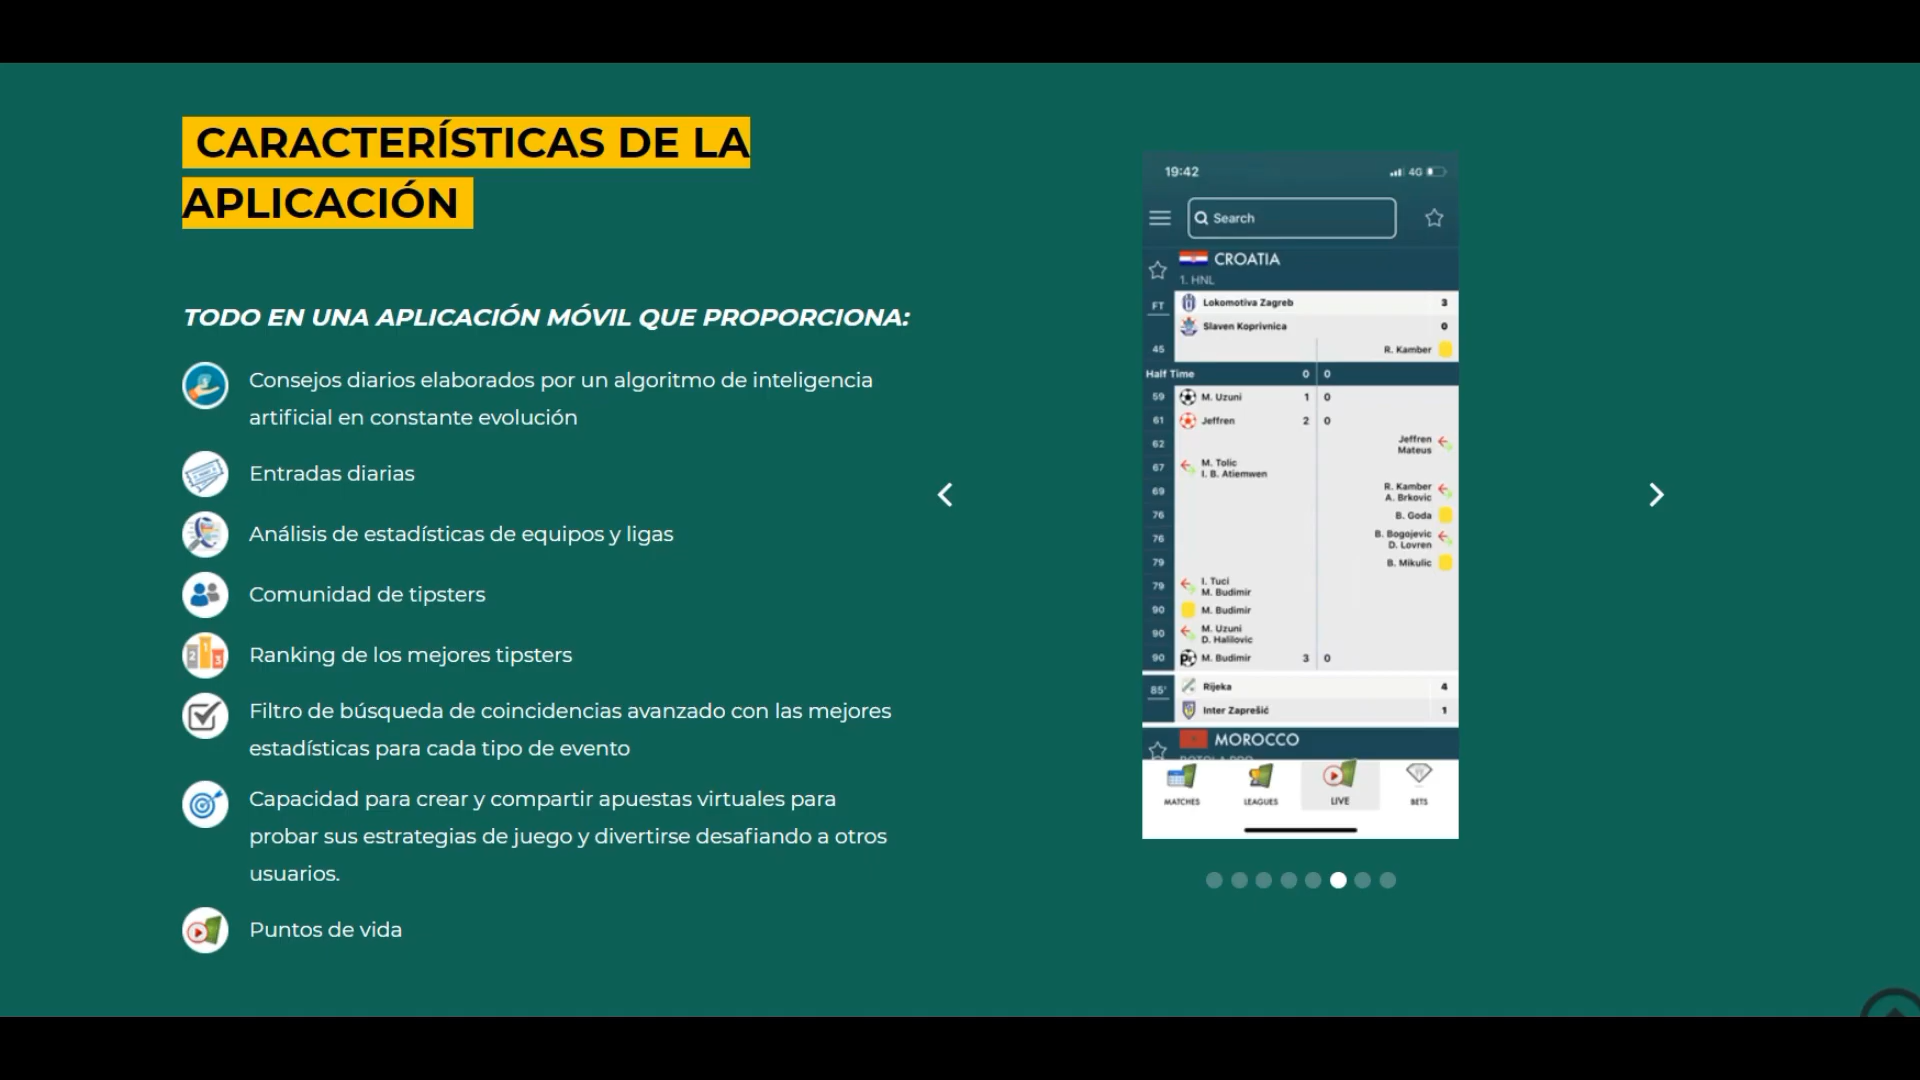 CARACTERÍSTICAS DE LA
APLICACIÓN
TODO EN UNA APLICACIÓN MÓVIL QUE PROPORCIONA:
Consejos diarios elaborados por un algoritmo de inteligencia
artificial en constante evolución
Entradas diarias
Análisis de estadísticas de equipos y ligas
Comunidad de tipsters
Ranking de los mejores tipsters
Filtro de búsqueda de coincidencias avanzado con las mejores
estadísticas para cada tipo de evento
Capacidad para crear y compartir apuestas virtuales para
probar sus estrategias de juego y divertirse desafiando a otros
usuarios.
Puntos de vida
19:42 4G
Search
CROATIA
1. HNL
FT Lokomotiva Zagreb 3
Slaven Koprivnica 0
45 R. Kamber
Half Time 0 0
59 M. Uzuni 1 0
61 Jeffren 2 0
62 Jeffren
Mateus
67 M. Tolic
I. B. Atiemwen
69 R. Kamber
A. Brkovic
76 B. Goda
76 B. Bogojevic
D. Lovren
79 B. Mikulic
79 I. Tuci
M. Budimir
90 M. Budimir
90 M. Uzuni
D. Halilovic
90 M. Budimir 3 0
85' Rijeka 4
Inter Zaprešić 1
MOROCCO
MATCHES LEAGUES LIVE BETS